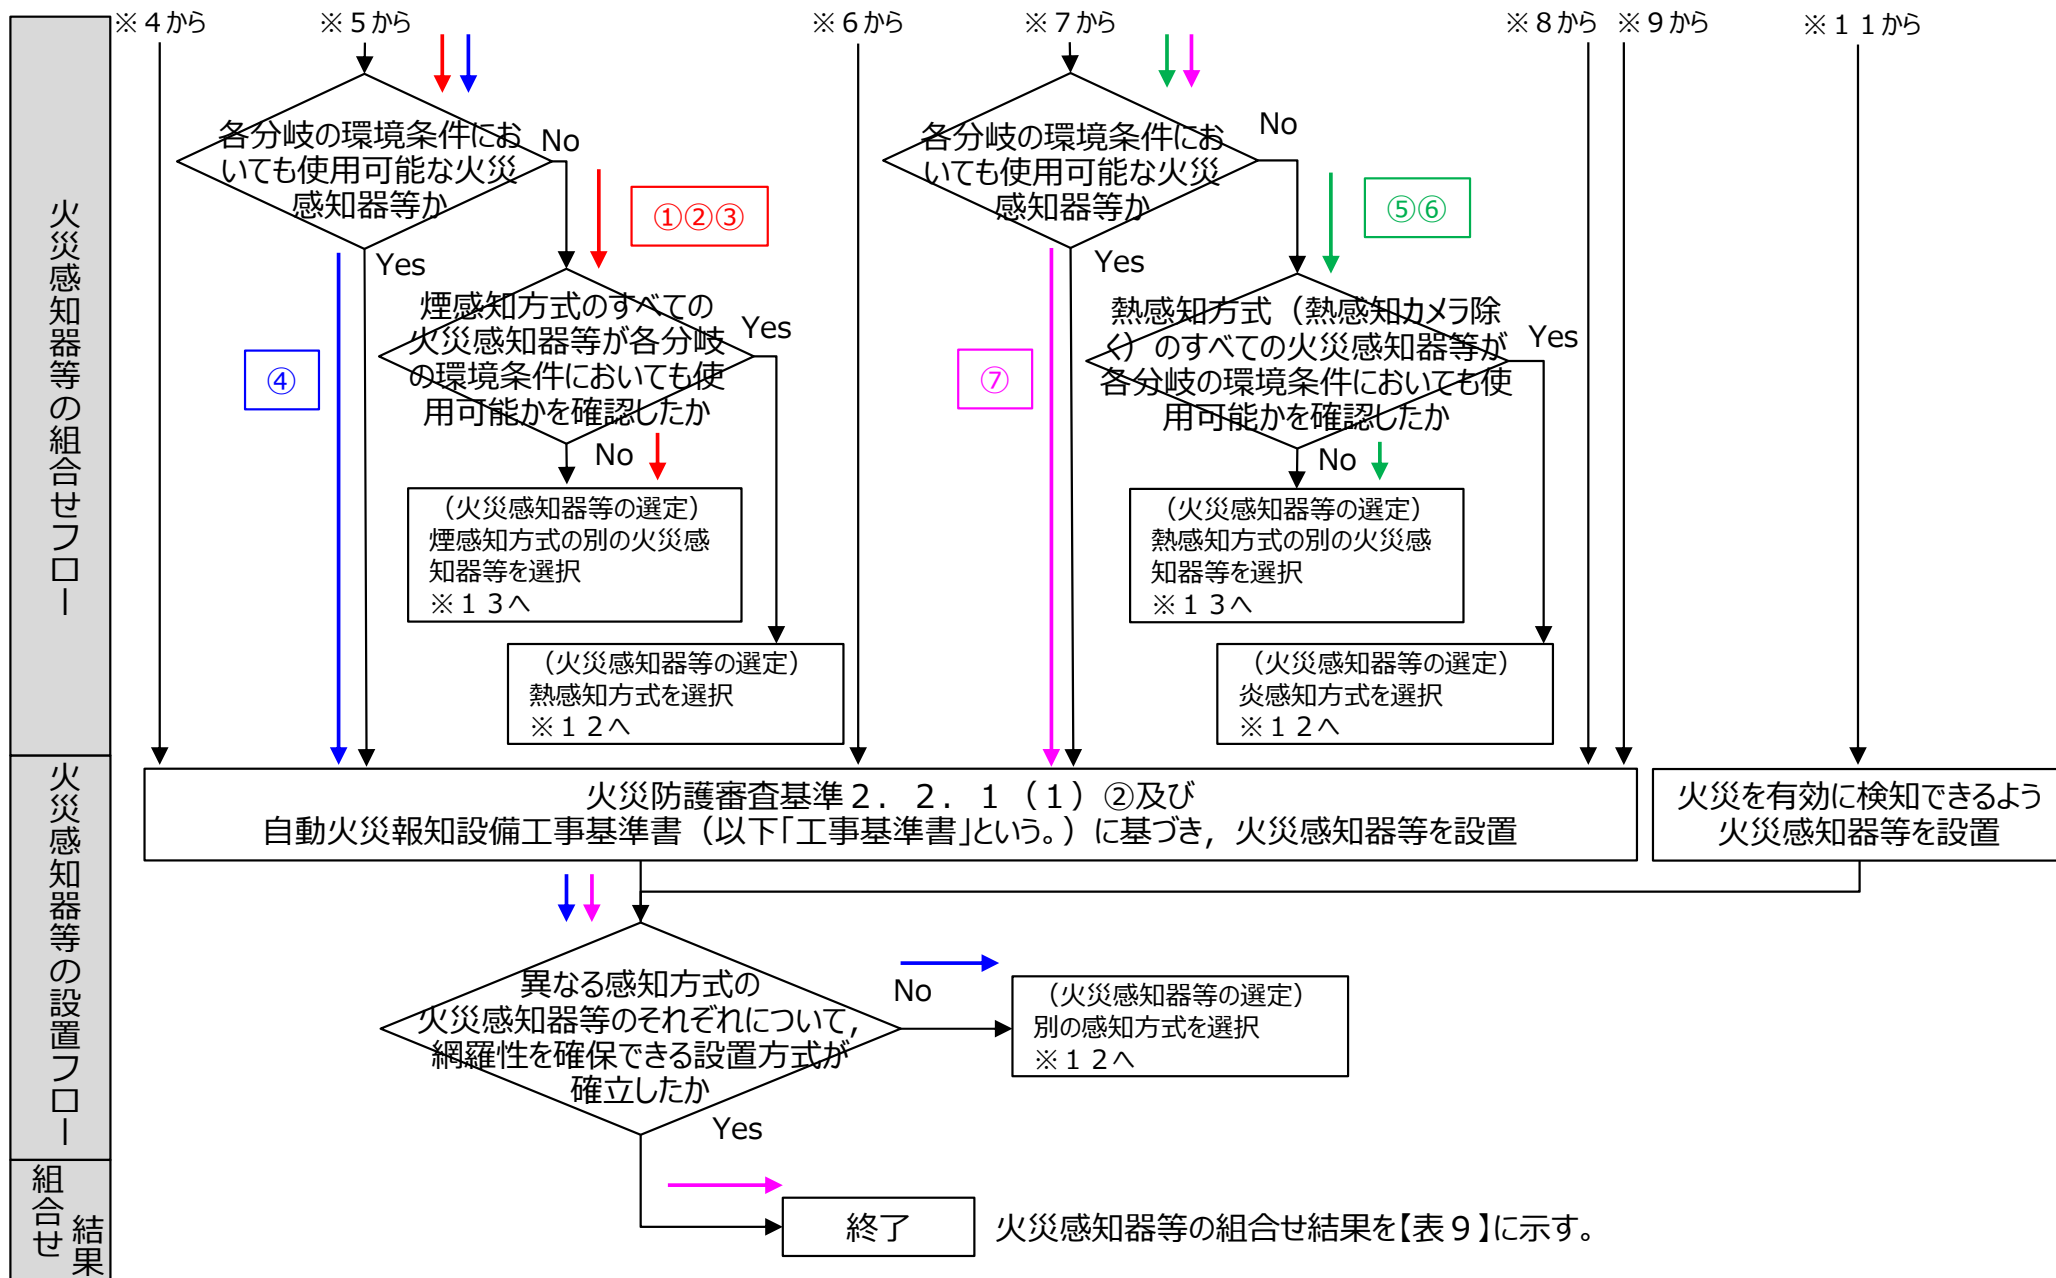 ※４から
※５から
※６から
※７から
※８から
※９から
※１１から
火災感知器等の組合せフロー
各分岐の環境条件にお
いても使用可能な火災
感知器等か
No
Yes
①②③
④
煙感知方式のすべての
火災感知器等が各分岐
の環境条件においても使
用可能かを確認したか
Yes
No
（火災感知器等の選定）
煙感知方式の別の火災感
知器等を選択
※１３へ
（火災感知器等の選定）
熱感知方式を選択
※１２へ
各分岐の環境条件にお
いても使用可能な火災
感知器等か
No
Yes
⑤⑥
⑦
熱感知方式（熱感知カメラ除
く）のすべての火災感知器等が
各分岐の環境条件においても使
用可能かを確認したか
Yes
No
（火災感知器等の選定）
熱感知方式の別の火災感
知器等を選択
※１３へ
（火災感知器等の選定）
炎感知方式を選択
※１２へ
火災感知器等の設置フロー
火災防護審査基準２．２．１（１）②及び
自動火災報知設備工事基準書（以下「工事基準書」という。）に基づき，火災感知器等を設置
火災を有効に検知できるよう
火災感知器等を設置
異なる感知方式の
火災感知器等のそれぞれについて，
網羅性を確保できる設置方式が
確立したか
No
（火災感知器等の選定）
別の感知方式を選択
※１２へ
Yes
組合せ
結果
終了
火災感知器等の組合せ結果を【表９】に示す。